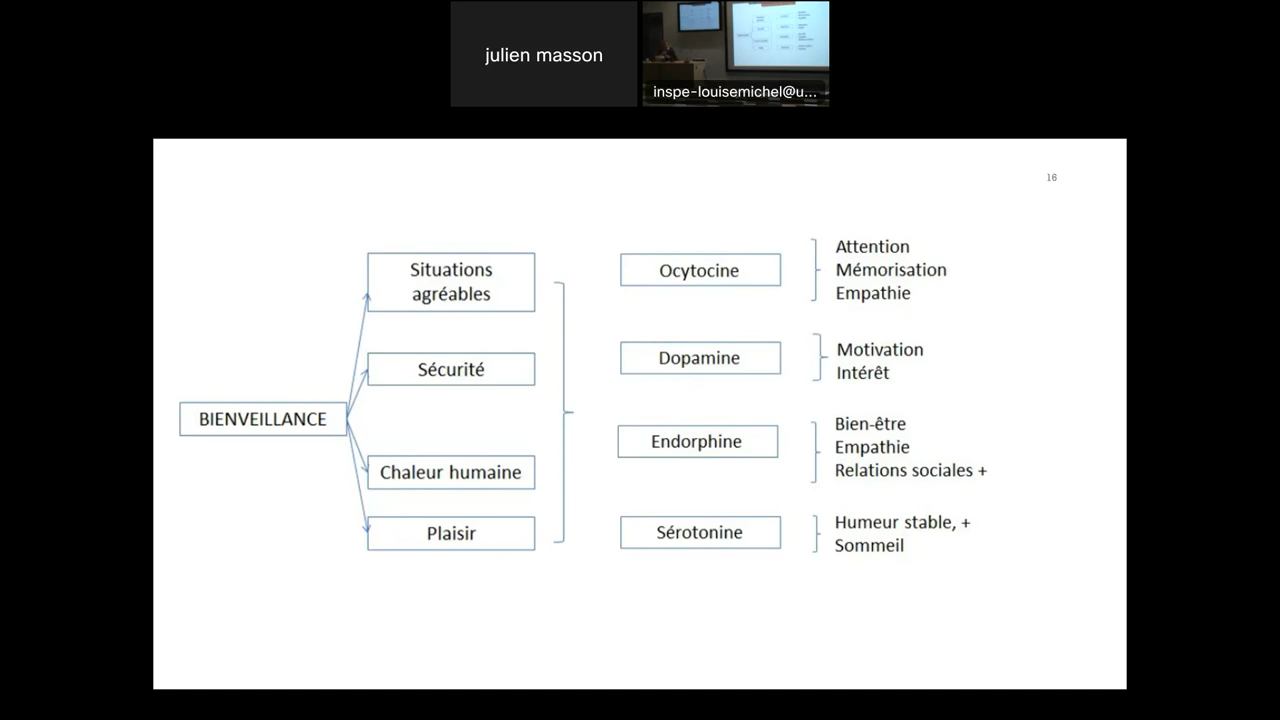 julien masson
inspe-louisemichel@u...
16
Situations
agréables
Sécurité
BIENVEILLANCE
Chaleur humaine
Plaisir
Ocytocine
Attention
Mémorisation
Empathie
Dopamine
Motivation
Intérêt
Endorphine
Bien-être
Empathie
Relations sociales +
Sérotonine
Humeur stable, +
Sommeil